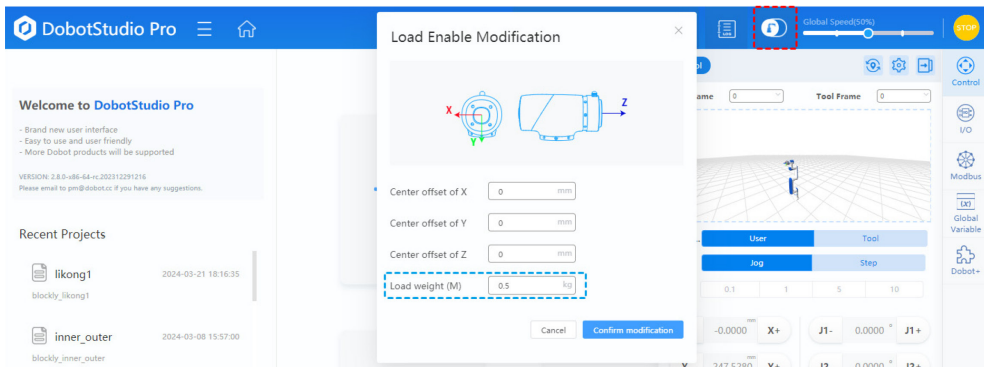 DobotStudio Pro
LOG
Global Speed(50%)
STOP
Welcome to DobotStudio Pro
- Brand new user interface
- Easy to use and user friendly
- More Dobot products will be supported
VERSION: 2.8.0-x86-64-rc.202312291216
Please email to pm@dobot.cc if you have any suggestions.
Recent Projects
likong1 2024-03-21 18:16:35
blockly_likong1
inner_outer 2024-03-08 15:57:00
blockly_inner_outer
Load Enable Modification
X
Y
Z
Center offset of X 0 mm
Center offset of Y 0 mm
Center offset of Z 0 mm
Load weight (M) 0.5 kg
Cancel Confirm modification
0 Tool Frame 0
User Tool
Jog Step
0.1 1 5 10
-0.0000 mm X+ J1- 0.0000 ° J1+
247.5280 mm Y+ J2- 0.0000 ° J2+
Control
I/O
Modbus
(X)
Global
Variable
Dobot+